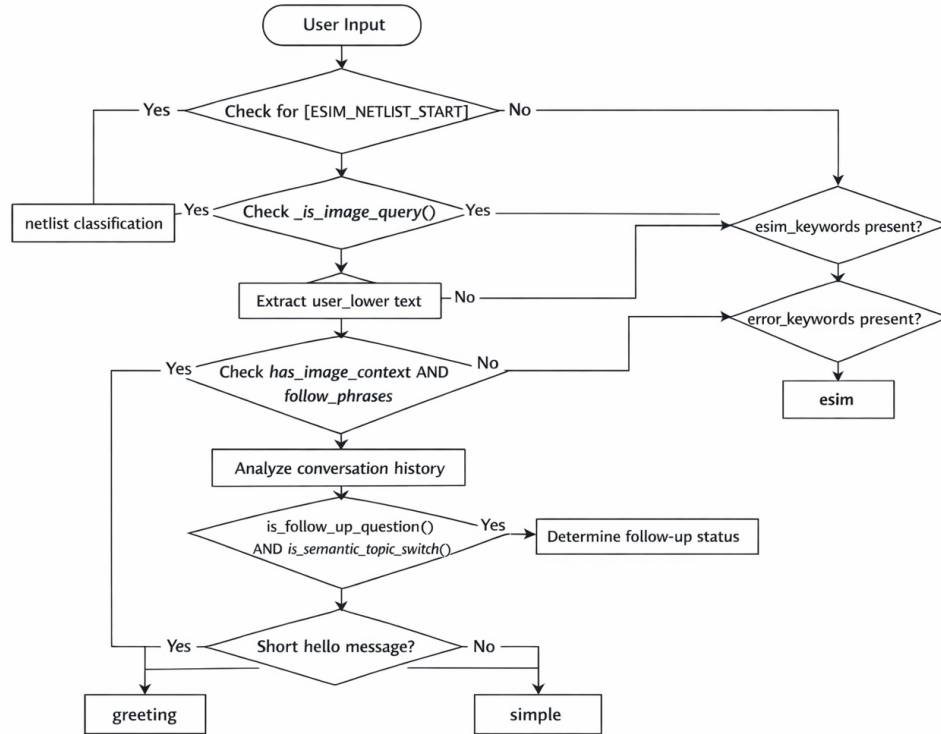 User Input
Yes
Check for [ESIM_NETLIST_START]
No
netlist classification
Yes
Check _is_image_query()
Yes
esim_keywords present?
Extract user_lower text
No
error_keywords present?
Yes
Check has_image_context AND
follow_phrases
No
esim
Analyze conversation history
is_follow_up_question()
AND is_semantic_topic_switch()
Yes
Determine follow-up status
Yes
Short hello message?
No
greeting
simple